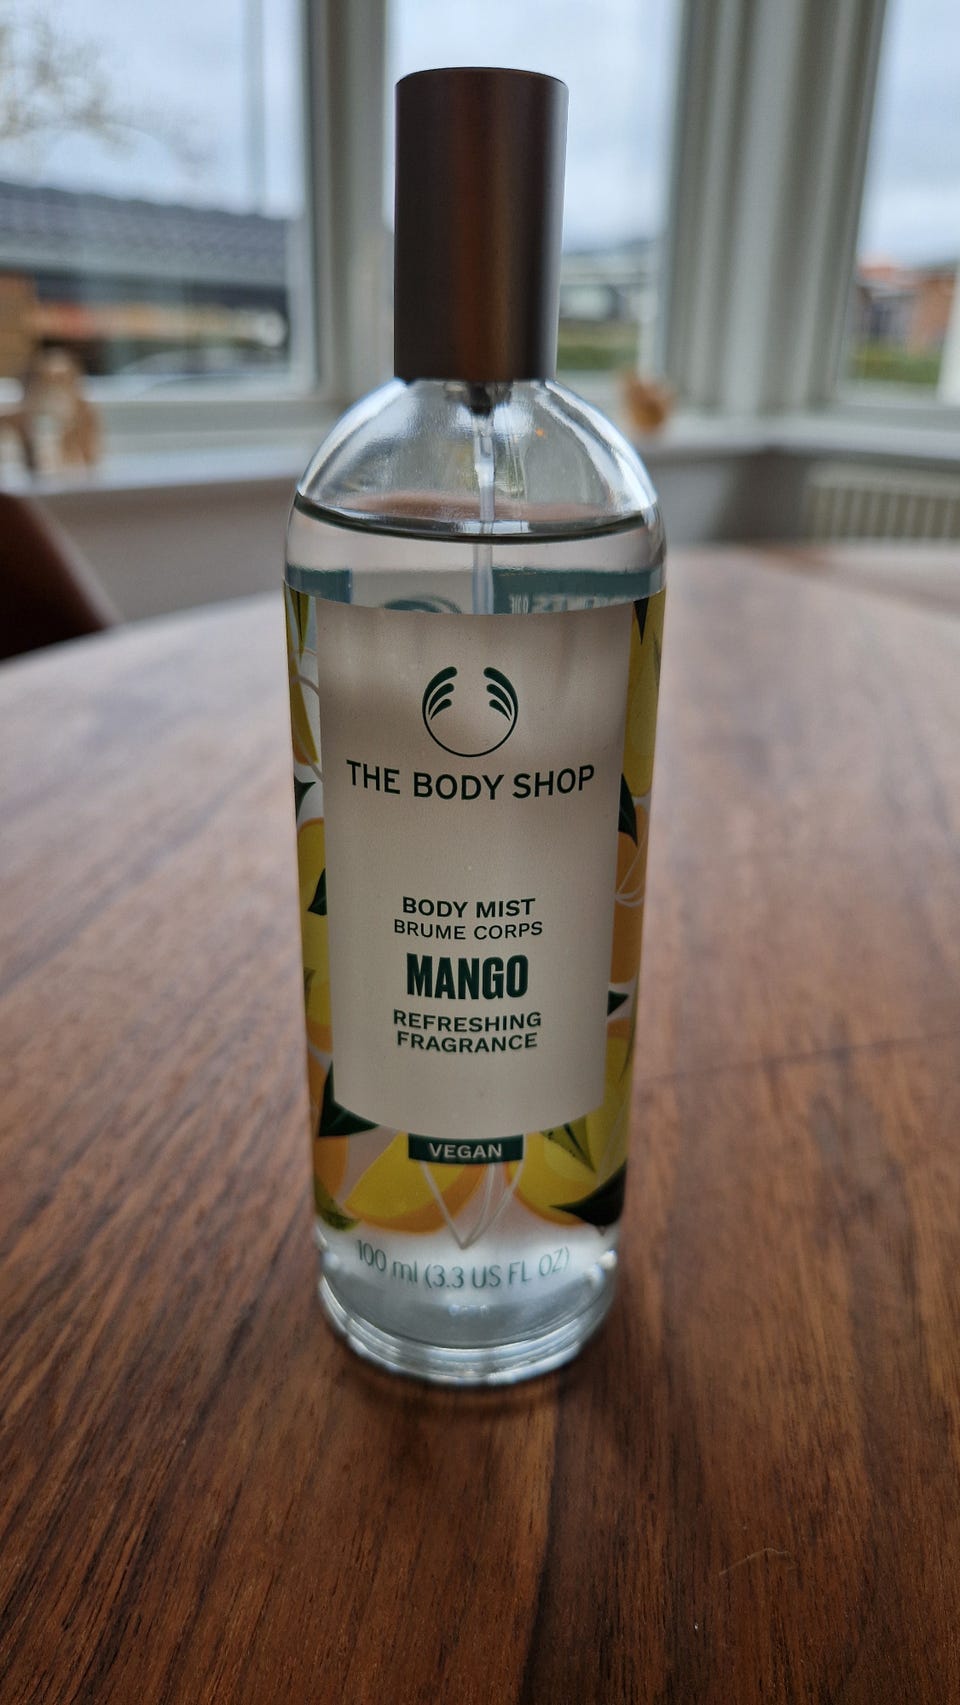 THE BODY SHOP
BODY MIST
BRUME CORPS
MANGO
REFRESHING
FRAGRANCE
VEGAN
100 ml (3.3 US FL OZ)